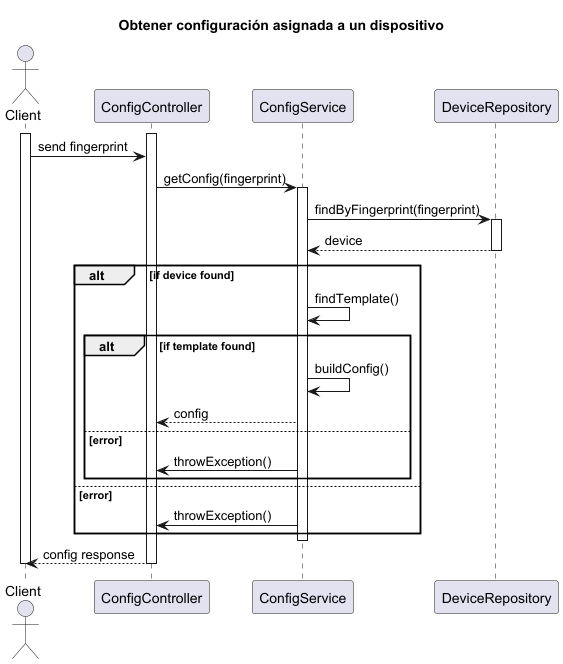 Obtener configuración asignada a un dispositivo
Client
ConfigController
ConfigService
DeviceRepository
send fingerprint
getConfig(fingerprint)
findByFingerprint(fingerprint)
device
alt [if device found]
findTemplate()
alt [if template found]
buildConfig()
config
[error]
throwException()
[error]
throwException()
config response
Client
ConfigController
ConfigService
DeviceRepository